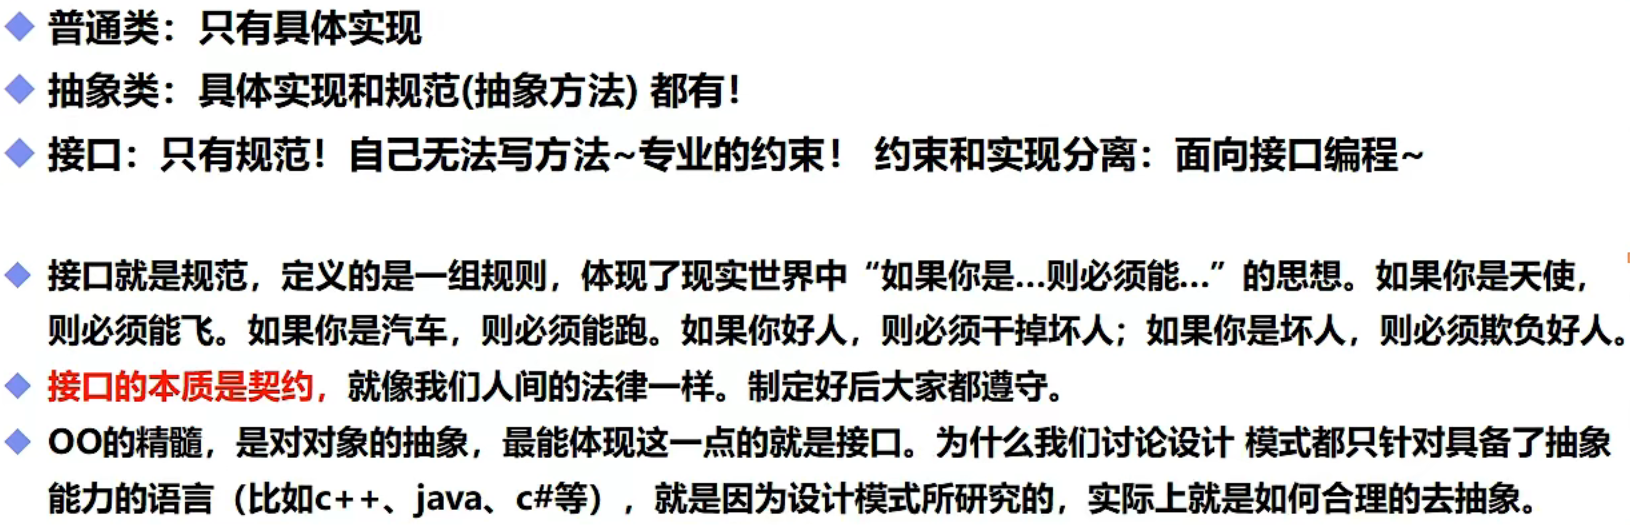 普通类：只有具体实现
抽象类：具体实现和规范(抽象方法) 都有！
接口：只有规范！自己无法写方法~专业的约束！ 约束和实现分离：面向接口编程~
接口就是规范，定义的是一组规则，体现了现实世界中“如果你是...则必须能...”的思想。如果你是天使，
则必须能飞。如果你是汽车，则必须能跑。如果你好人，则必须干掉坏人；如果你是坏人，则必须欺负好人。
接口的本质是契约，就像我们人间的法律一样。制定好后大家都遵守。
OO的精髓，是对对象的抽象，最能体现这一点的就是接口。为什么我们讨论设计 模式都只针对具备了抽象
能力的语言（比如c++、java、c#等），就是因为设计模式所研究的，实际上就是如何合理的去抽象。